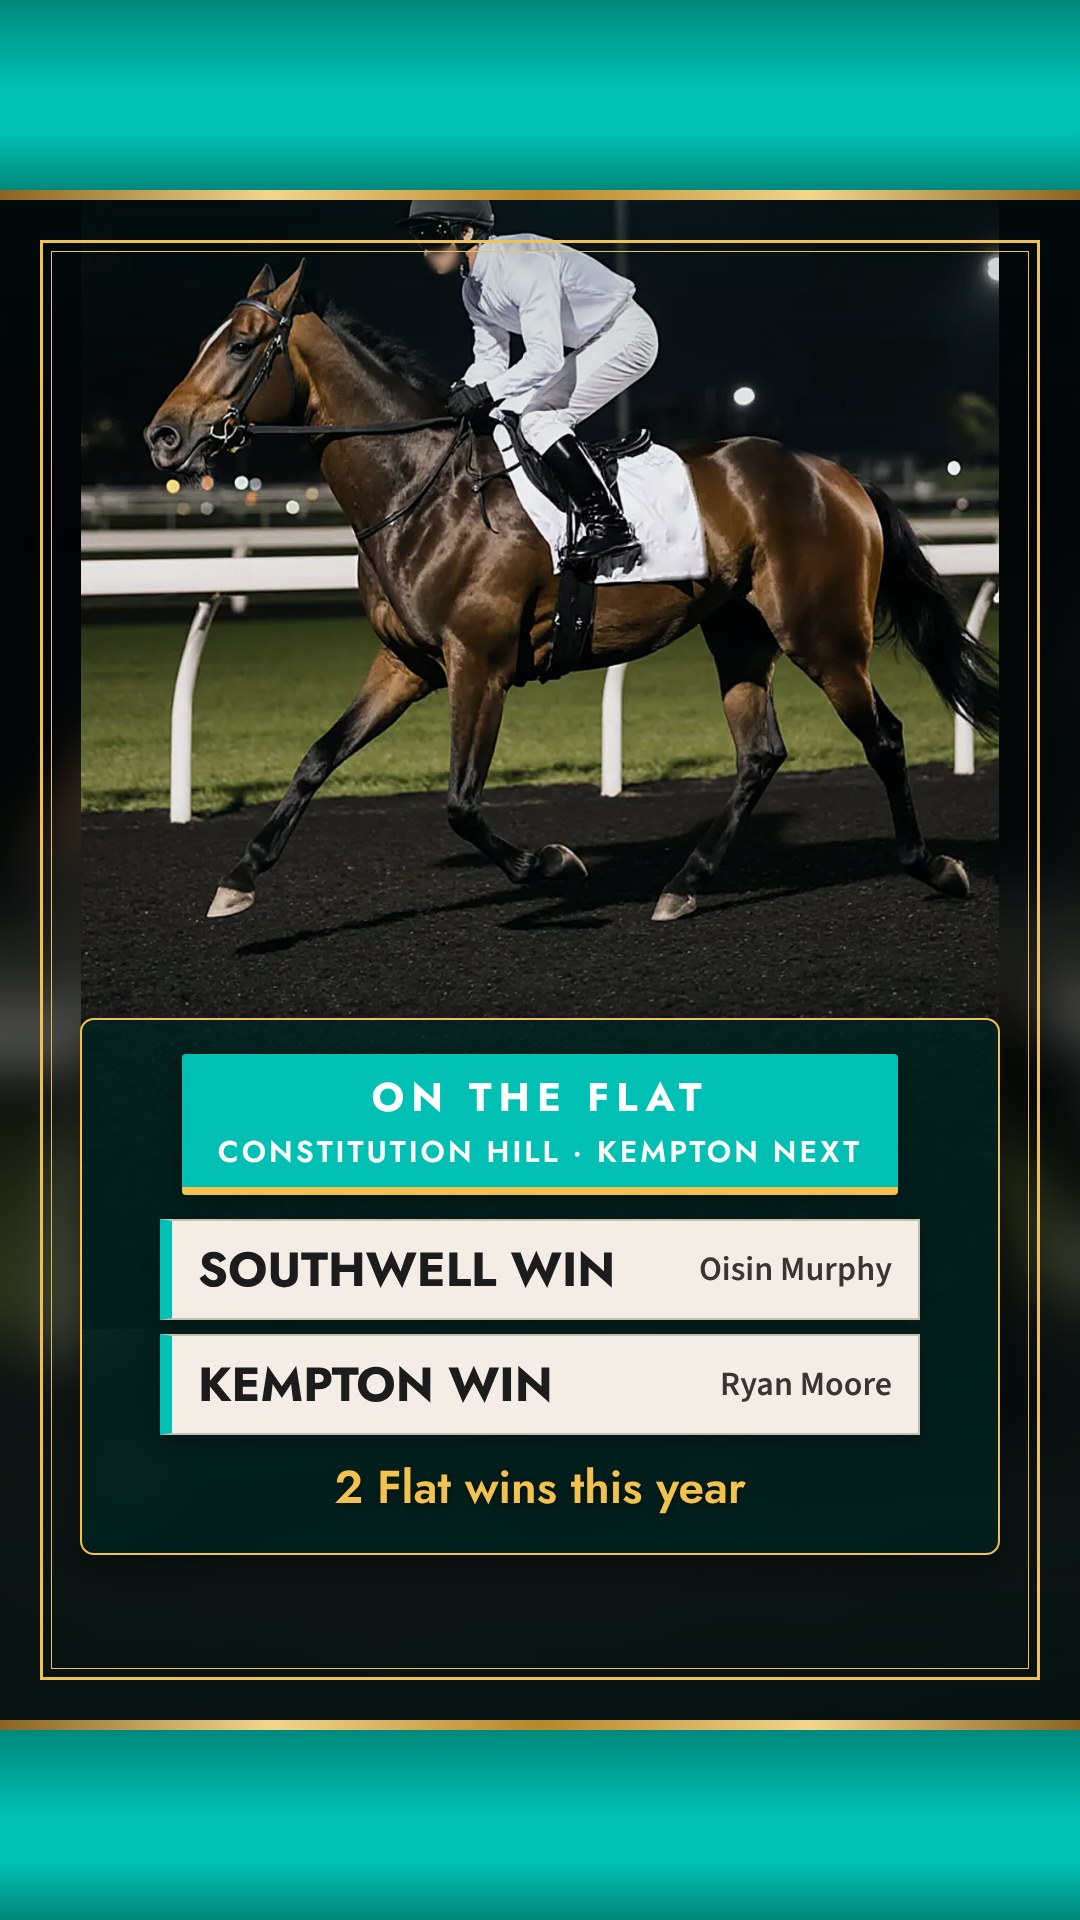 ON THE FLAT
CONSTITUTION HILL · KEMPTON NEXT
SOUTHWELL WIN Oisin Murphy
KEMPTON WIN Ryan Moore
2 Flat wins this year